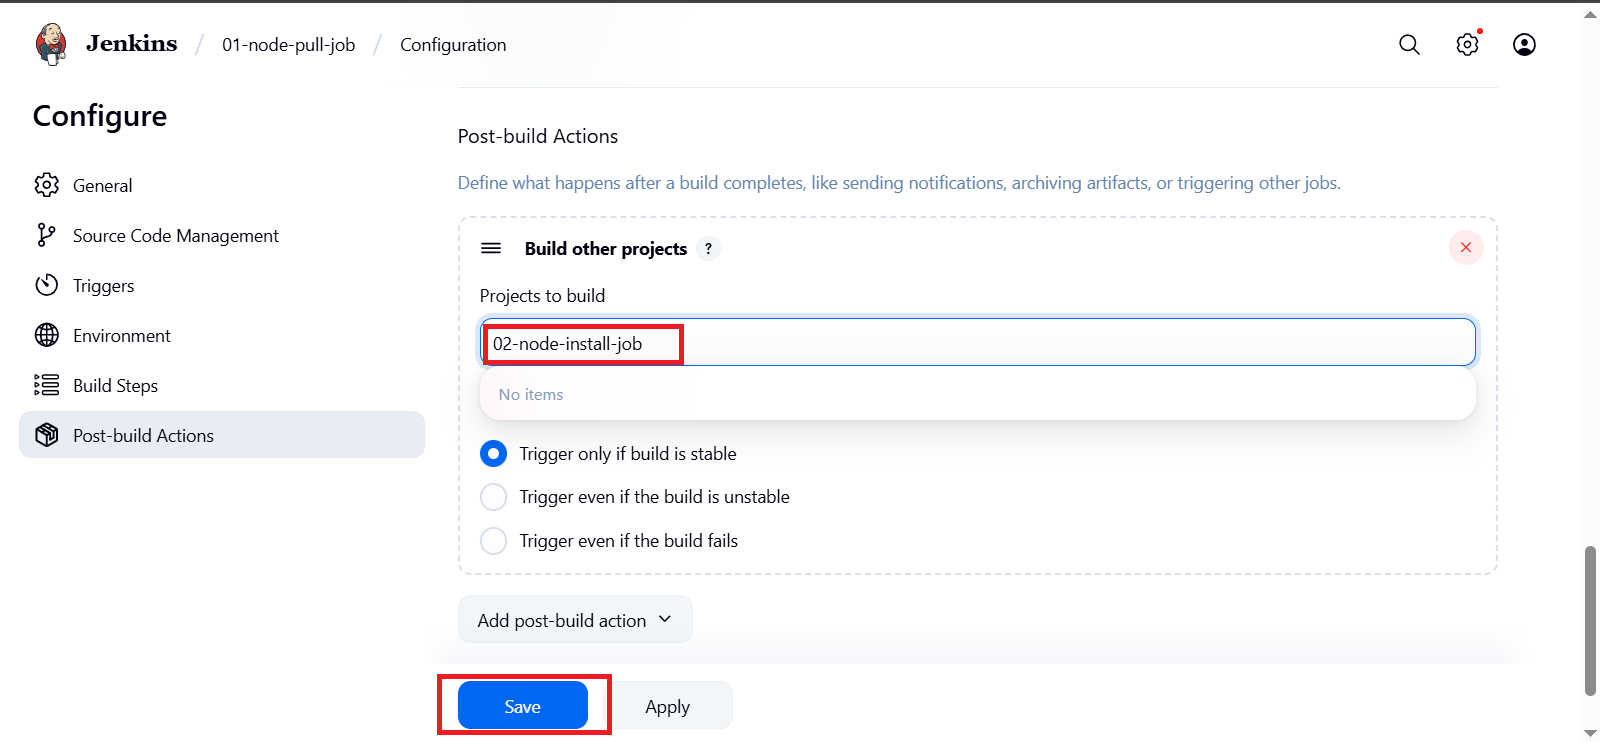 Jenkins / 01-node-pull-job / Configuration
Configure
General
Source Code Management
Triggers
Environment
Build Steps
Post-build Actions
Post-build Actions
Define what happens after a build completes, like sending notifications, archiving artifacts, or triggering other jobs.
Build other projects ?
Projects to build
02-node-install-job
No items
Trigger only if build is stable
Trigger even if the build is unstable
Trigger even if the build fails
Add post-build action
Save Apply